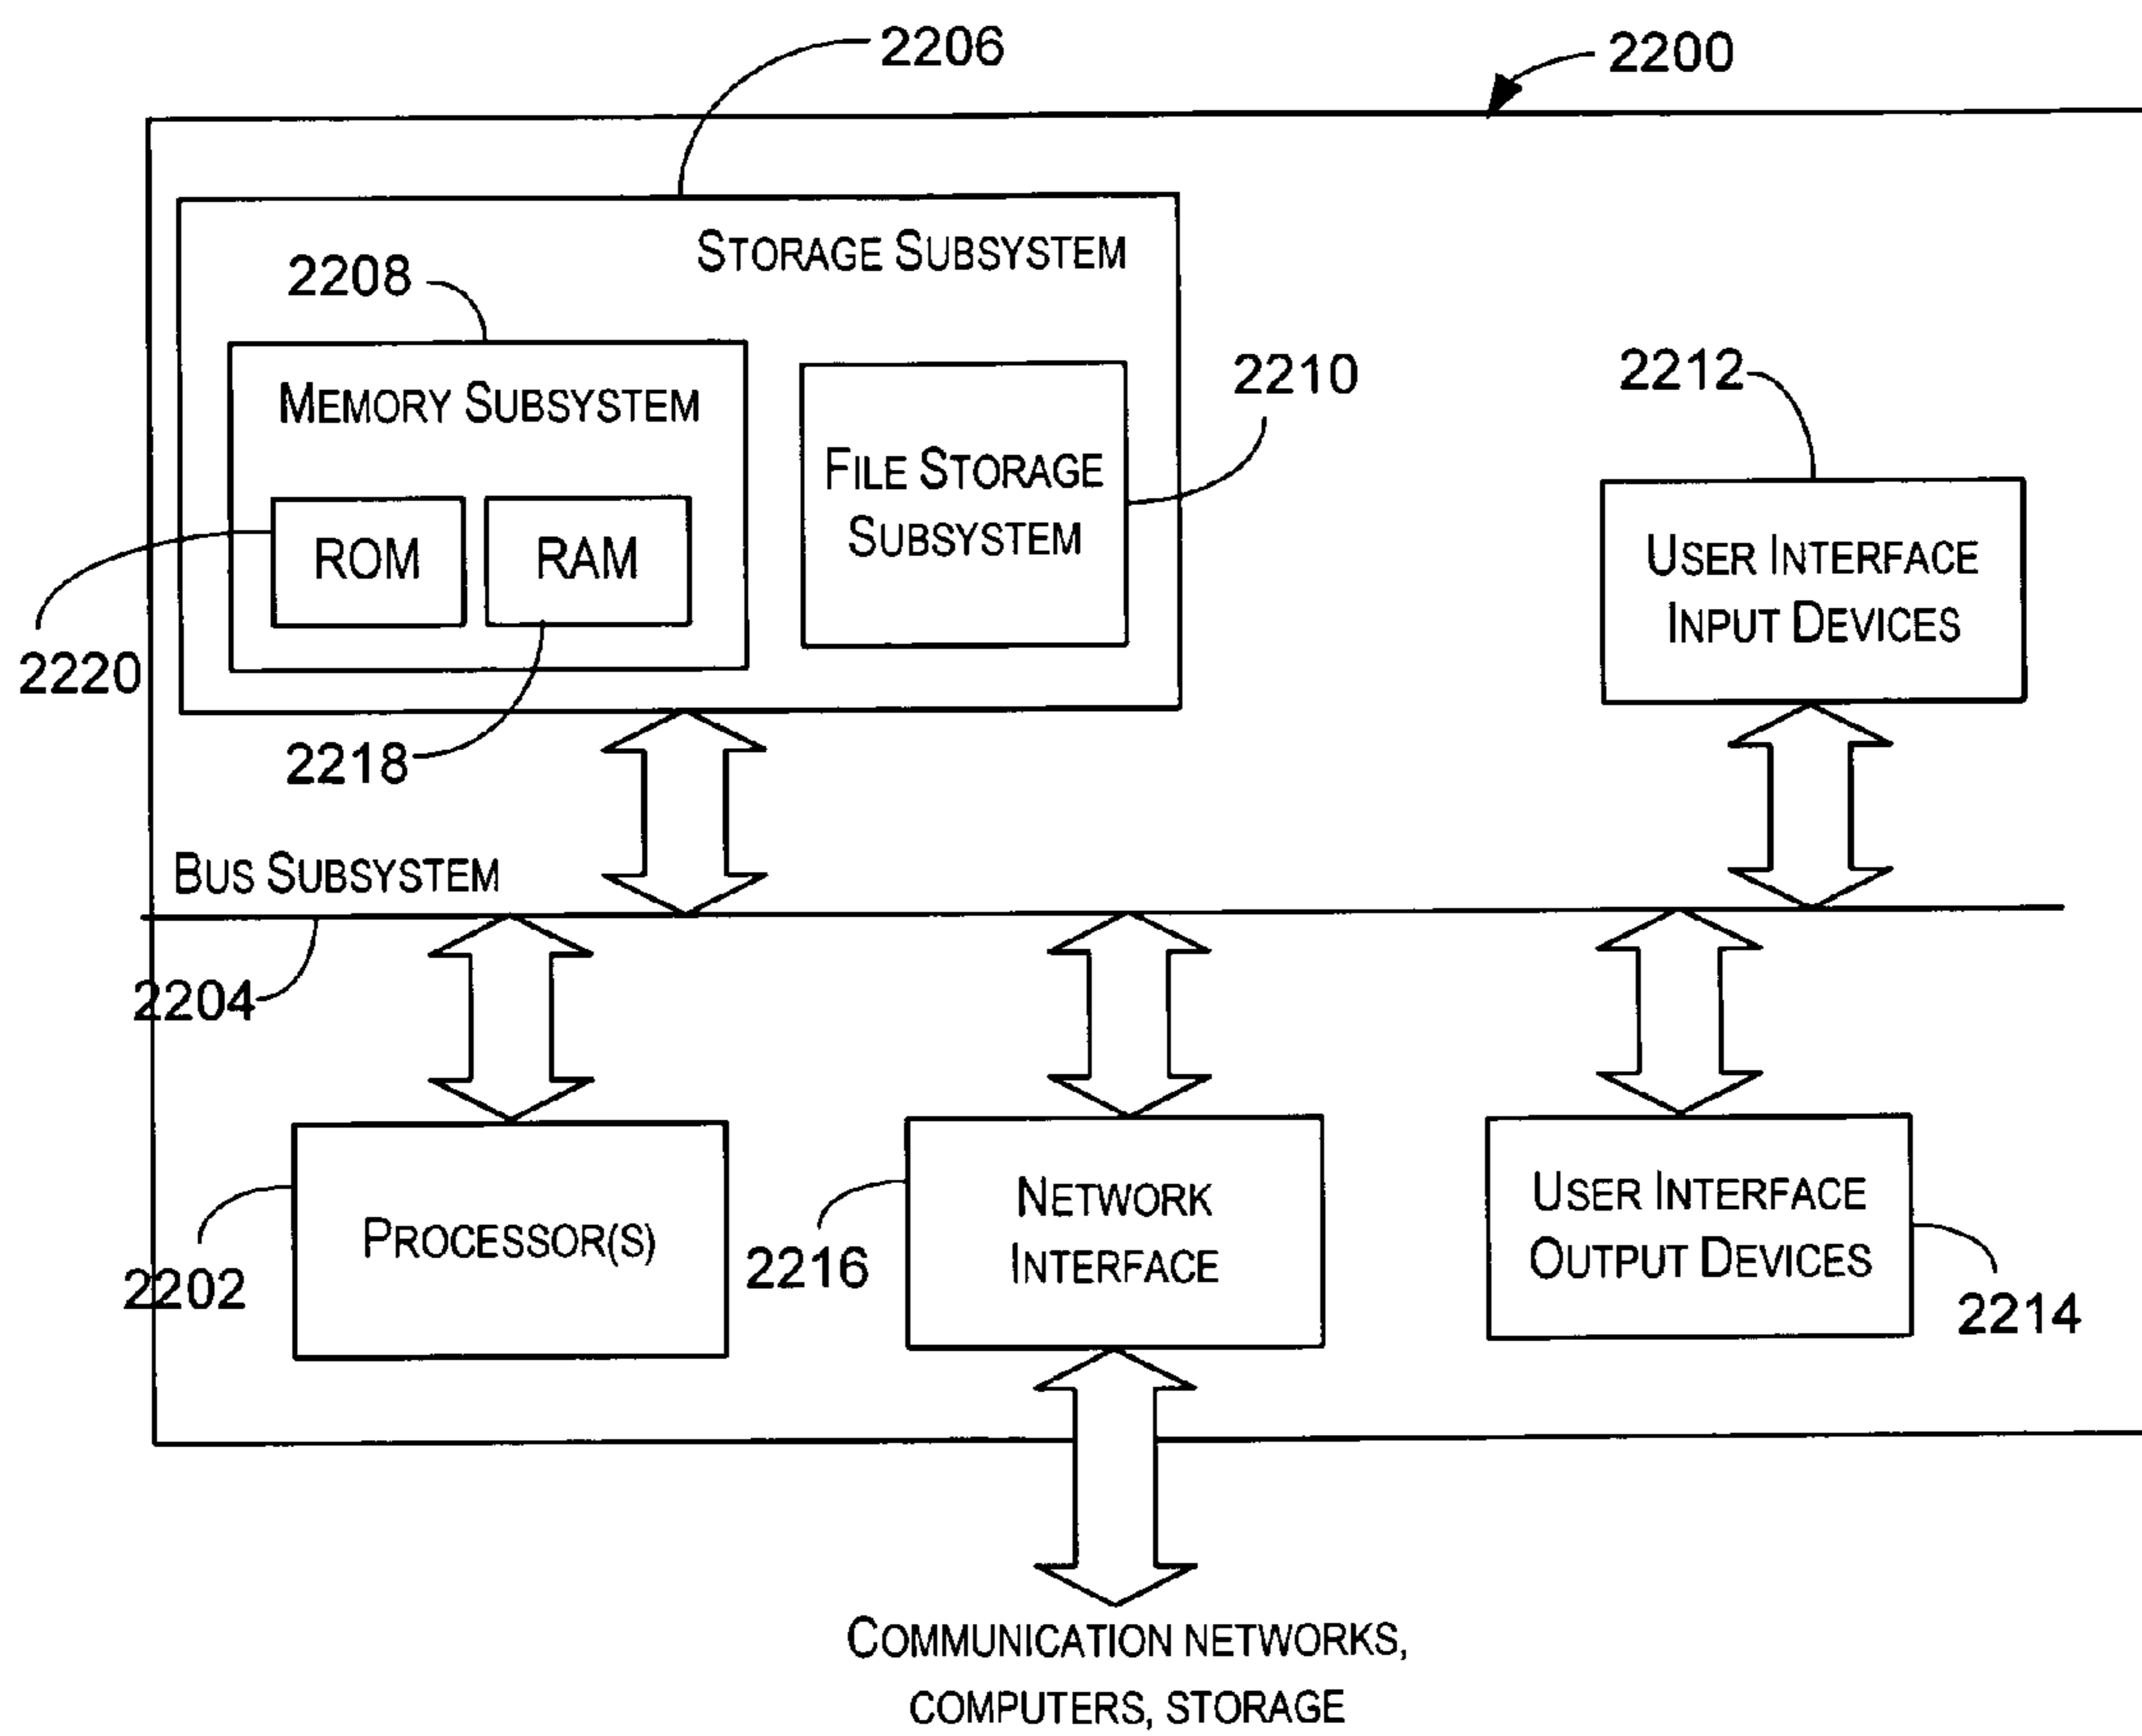 2206
2200
STORAGE SUBSYSTEM
2208
MEMORY SUBSYSTEM
2210
2212
FILE STORAGE
SUBSYSTEM
ROM
RAM
USER INTERFACE
INPUT DEVICES
2220
2218
BUS SUBSYSTEM
2204
PROCESSOR(S)
NETWORK
INTERFACE
USER INTERFACE
OUTPUT DEVICES
2202
2216
2214
COMMUNICATION NETWORKS,
COMPUTERS, STORAGE